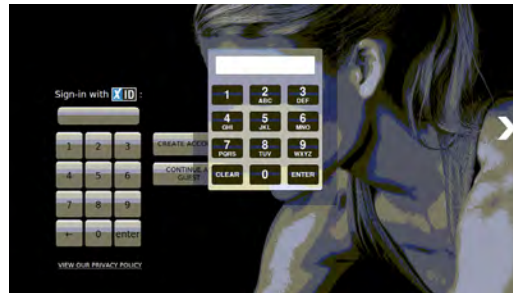 Sign-in with XID :
1 2 3
4 5 6
7 8 9
← 0 enter
CREATE
CONTINUE
GUEST
VIEW OUR PRIVACY POLICY
1 2 ABC 3 DEF
4 GHI 5 JKL 6 MNO
7 PQRS 8 TUV 9 WXYZ
CLEAR 0 ENTER